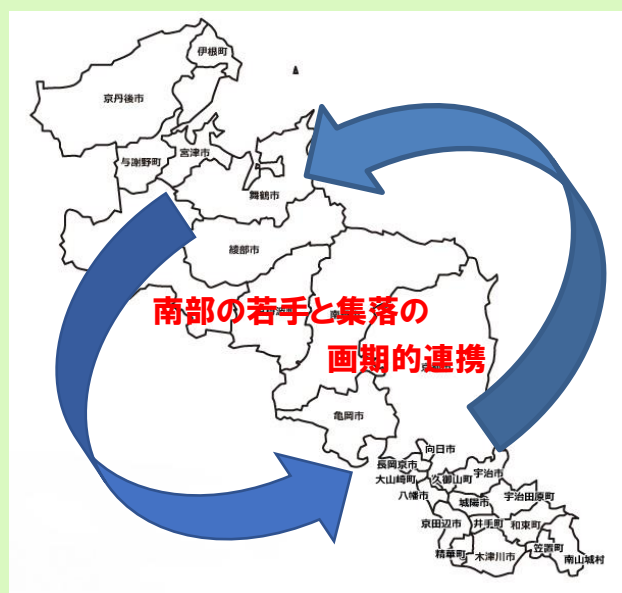 伊根町
京丹後市
宮津市
与謝野町
舞鶴市
綾部市
南部の若手と集落の
画期的連携
亀岡市
向日市
長岡京市
宇治市
大山崎町
久御山町
八幡市
城陽市
宇治田原町
京田辺市
井手町
和束町
精華町
木津川市
笠置町
南山城村